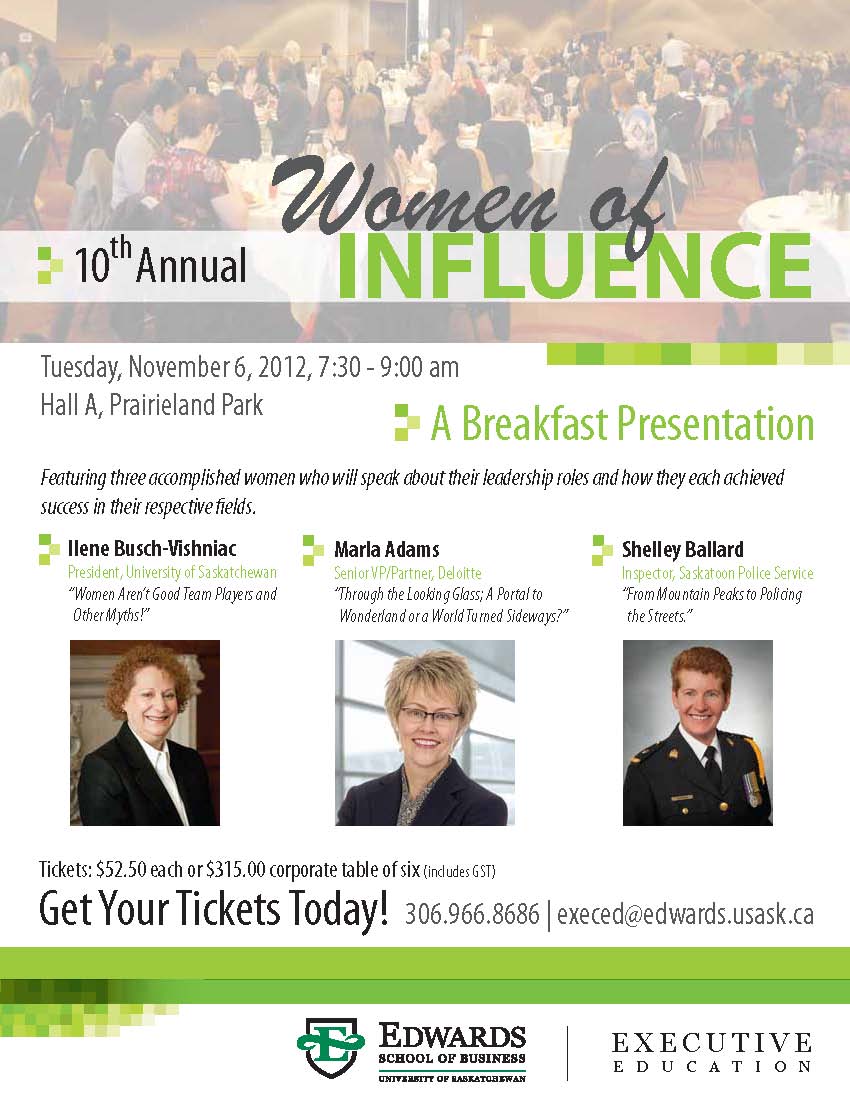 Women of
10th Annual
INFLUENCE
Tuesday, November 6, 2012, 7:30 - 9:00 am
Hall A, Prairieland Park
A Breakfast Presentation
Featuring three accomplished women who will speak about their leadership roles and how they each achieved
success in their respective fields.
Ilene Busch-Vishniac
President, University of Saskatchewan
"Women Aren't Good Team Players and
Other Myths!"
Marla Adams
Senior VP/Partner, Deloitte
"Through the Looking Glass; A Portal to
Wonderland or a World Turned Sideways?"
Shelley Ballard
Inspector, Saskatoon Police Service
"From Mountain Peaks to Policing
the Streets."
Tickets: $52.50 each or $315.00 corporate table of six (includes GST)
Get Your Tickets Today! 306.966.8686 | execed@edwards.usask.ca
E
EDWARDS
SCHOOL OF BUSINESS
UNIVERSITY OF SASKATCHEWAN
EXECUTIVE
EDUCATION